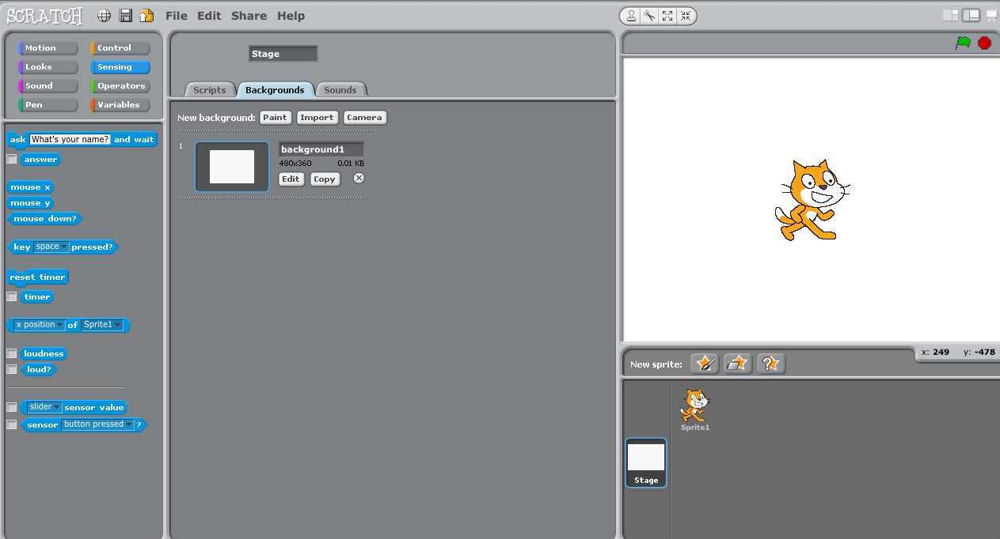 SCRATCH File Edit Share Help
Motion Control
Looks Sensing
Sound Operators
Pen Variables
ask What's your name? and wait
answer
mouse x
mouse y
mouse down?
key space pressed?
reset timer
timer
x position of Sprite1
loudness
loud?
slider sensor value
sensor button pressed ?
Stage
Scripts Backgrounds Sounds
New background: Paint Import Camera
1
background1
480x360 0.01 KB
Edit Copy
x: 249 y: -478
New sprite:
Sprite1
Stage